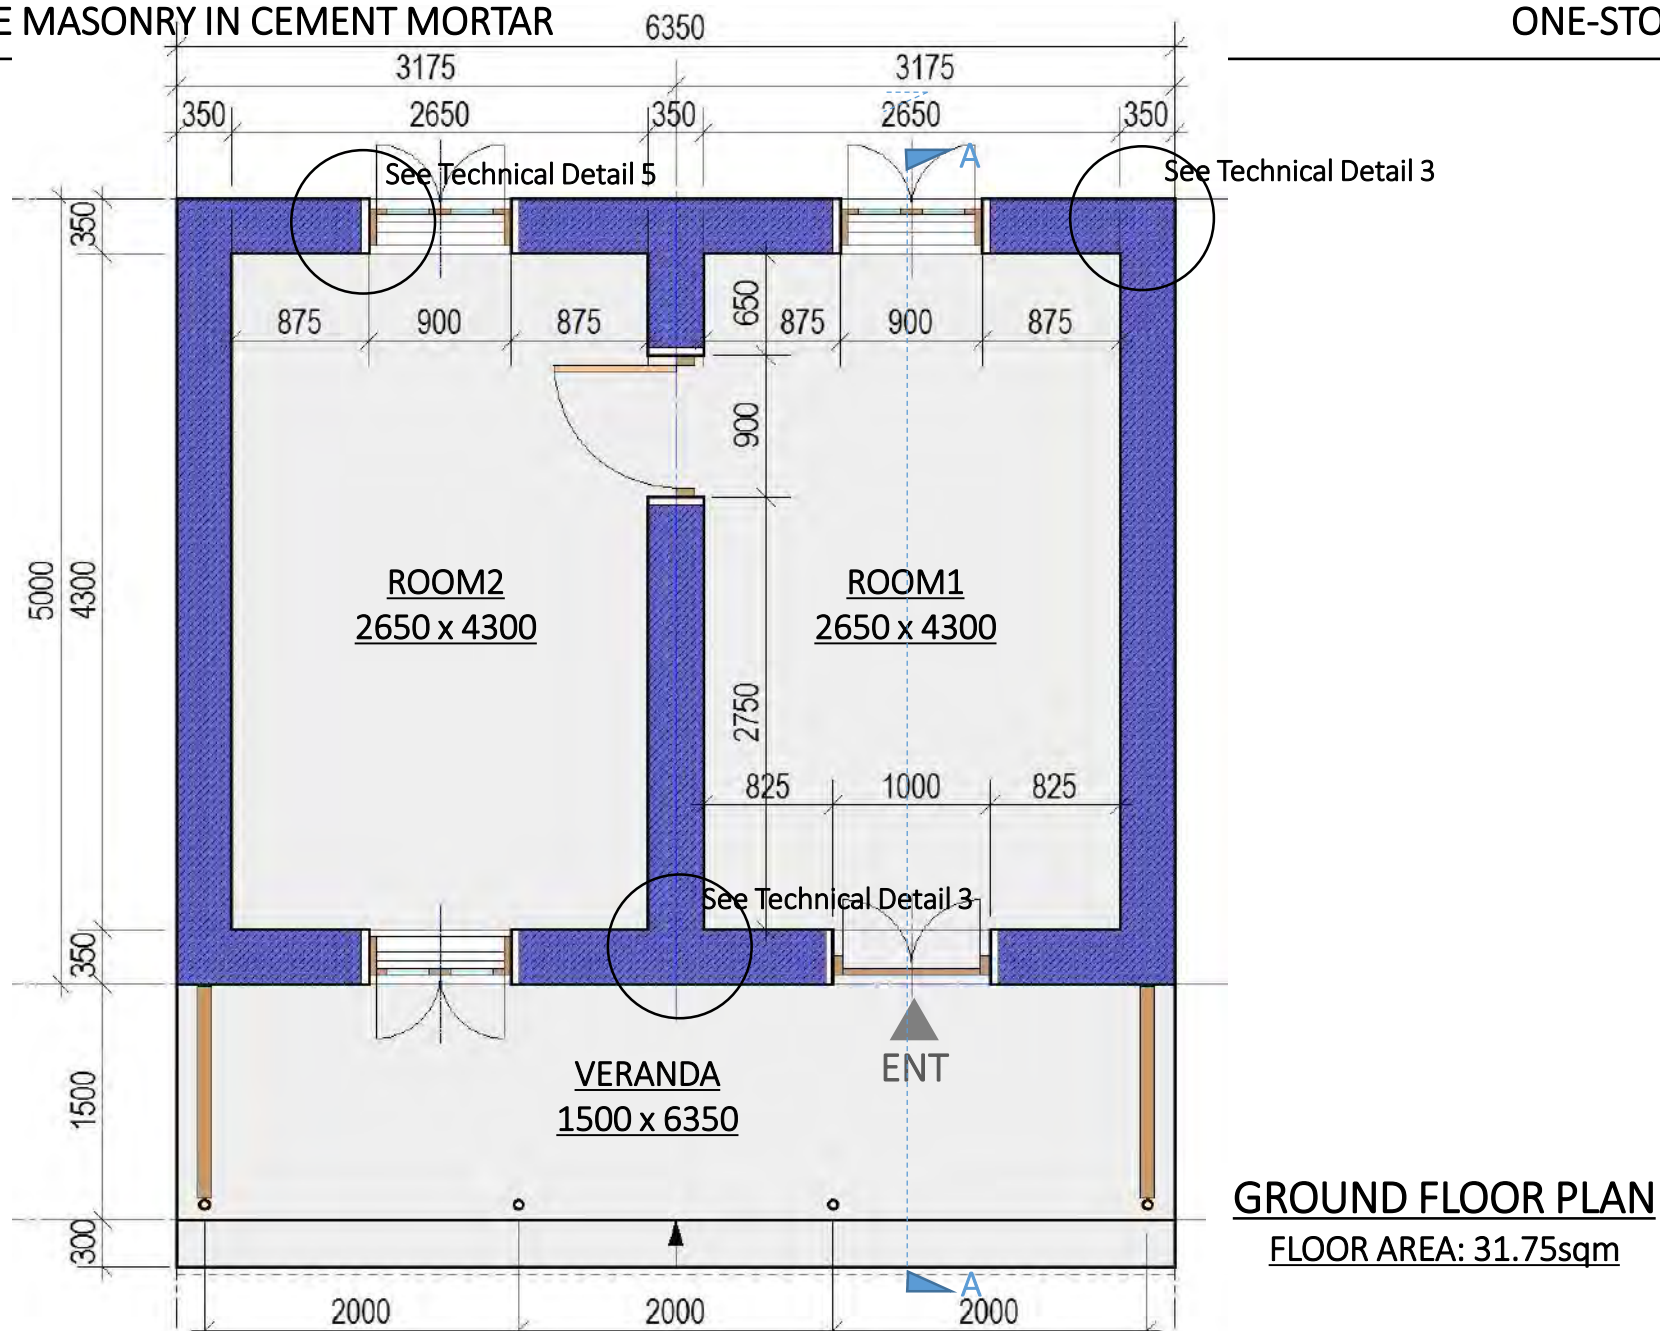 E MASONRY IN CEMENT MORTAR
ONE-STO
6350
3175
3175
350
2650
350
2650
350
A
See Technical Detail 5
See Technical Detail 3
350
875
900
875
650
875
900
875
900
5000
4300
ROOM2
2650 x 4300
ROOM1
2650 x 4300
2750
825
1000
825
See Technical Detail 3
350
ENT
VERANDA
1500 x 6350
1500
GROUND FLOOR PLAN
FLOOR AREA: 31.75sqm
300
A
2000
2000
2000